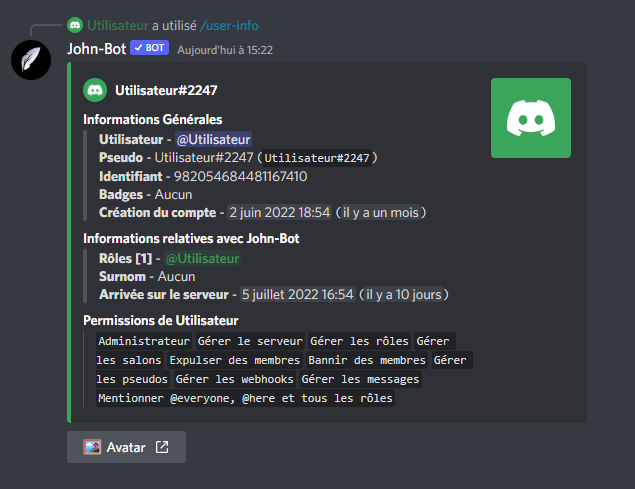 Utilisateur a utilisé /user-info
John-Bot ✓ BOT Aujourd'hui à 15:22
Utilisateur#2247
Informations Générales
Utilisateur - @Utilisateur
Pseudo - Utilisateur#2247 (Utilisateur#2247)
Identifiant - 982054684481167410
Badges - Aucun
Création du compte - 2 juin 2022 18:54 (il y a un mois)
Informations relatives avec John-Bot
Rôles [1] - @Utilisateur
Surnom - Aucun
Arrivée sur le serveur - 5 juillet 2022 16:54 (il y a 10 jours)
Permissions de Utilisateur
Administrateur Gérer le serveur Gérer les rôles Gérer
les salons Expulser des membres Bannir des membres Gérer
les pseudos Gérer les webhooks Gérer les messages
Mentionner @everyone, @here et tous les rôles
Avatar